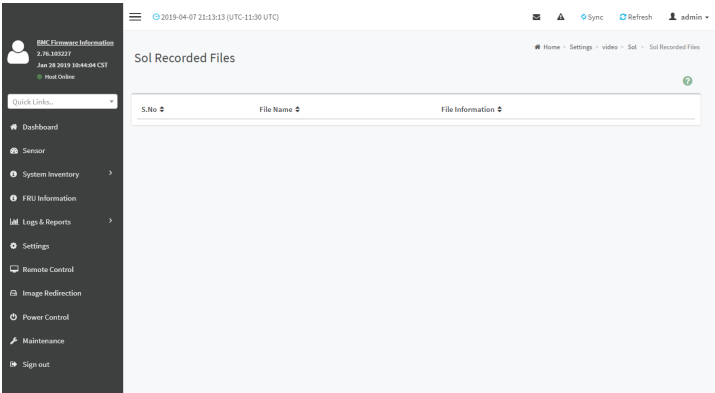 2019-04-07 21:13:13 (UTC-11:30 UTC)
Sync
Refresh
admin
BMC Firmware Information
2.76.103227
Jan 28 2019 10:44:04 CST
Host Online
Quick Links..
Dashboard
Sensor
System Inventory
FRU Information
Logs & Reports
Settings
Remote Control
Image Redirection
Power Control
Maintenance
Sign out
Sol Recorded Files
Home > Settings > video > Sol > Sol Recorded Files
S.No
File Name
File Information